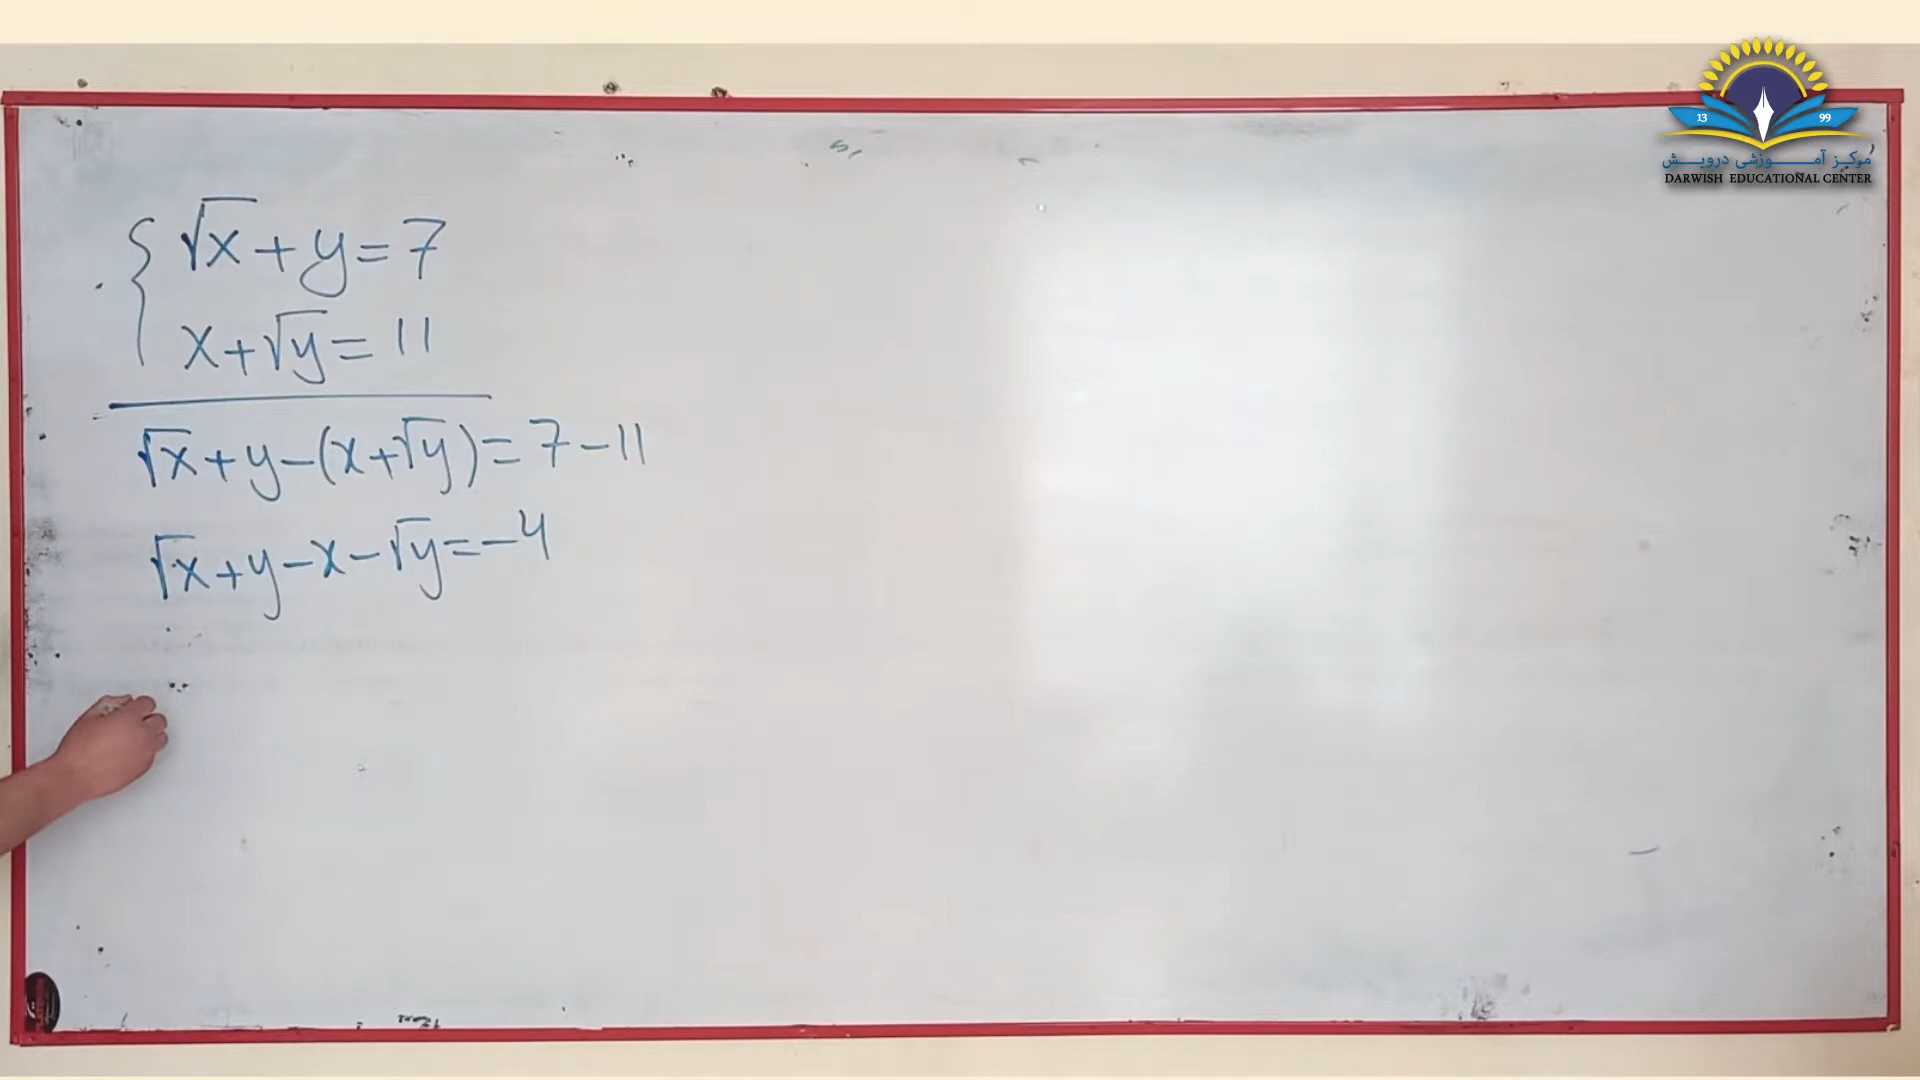 13 99
مرکز آموزشی درویش
DARWISH EDUCATIONAL CENTER
√x + y = 7
x + √y = 11
√x + y - (x + √y) = 7 - 11
√x + y - x - √y = -4